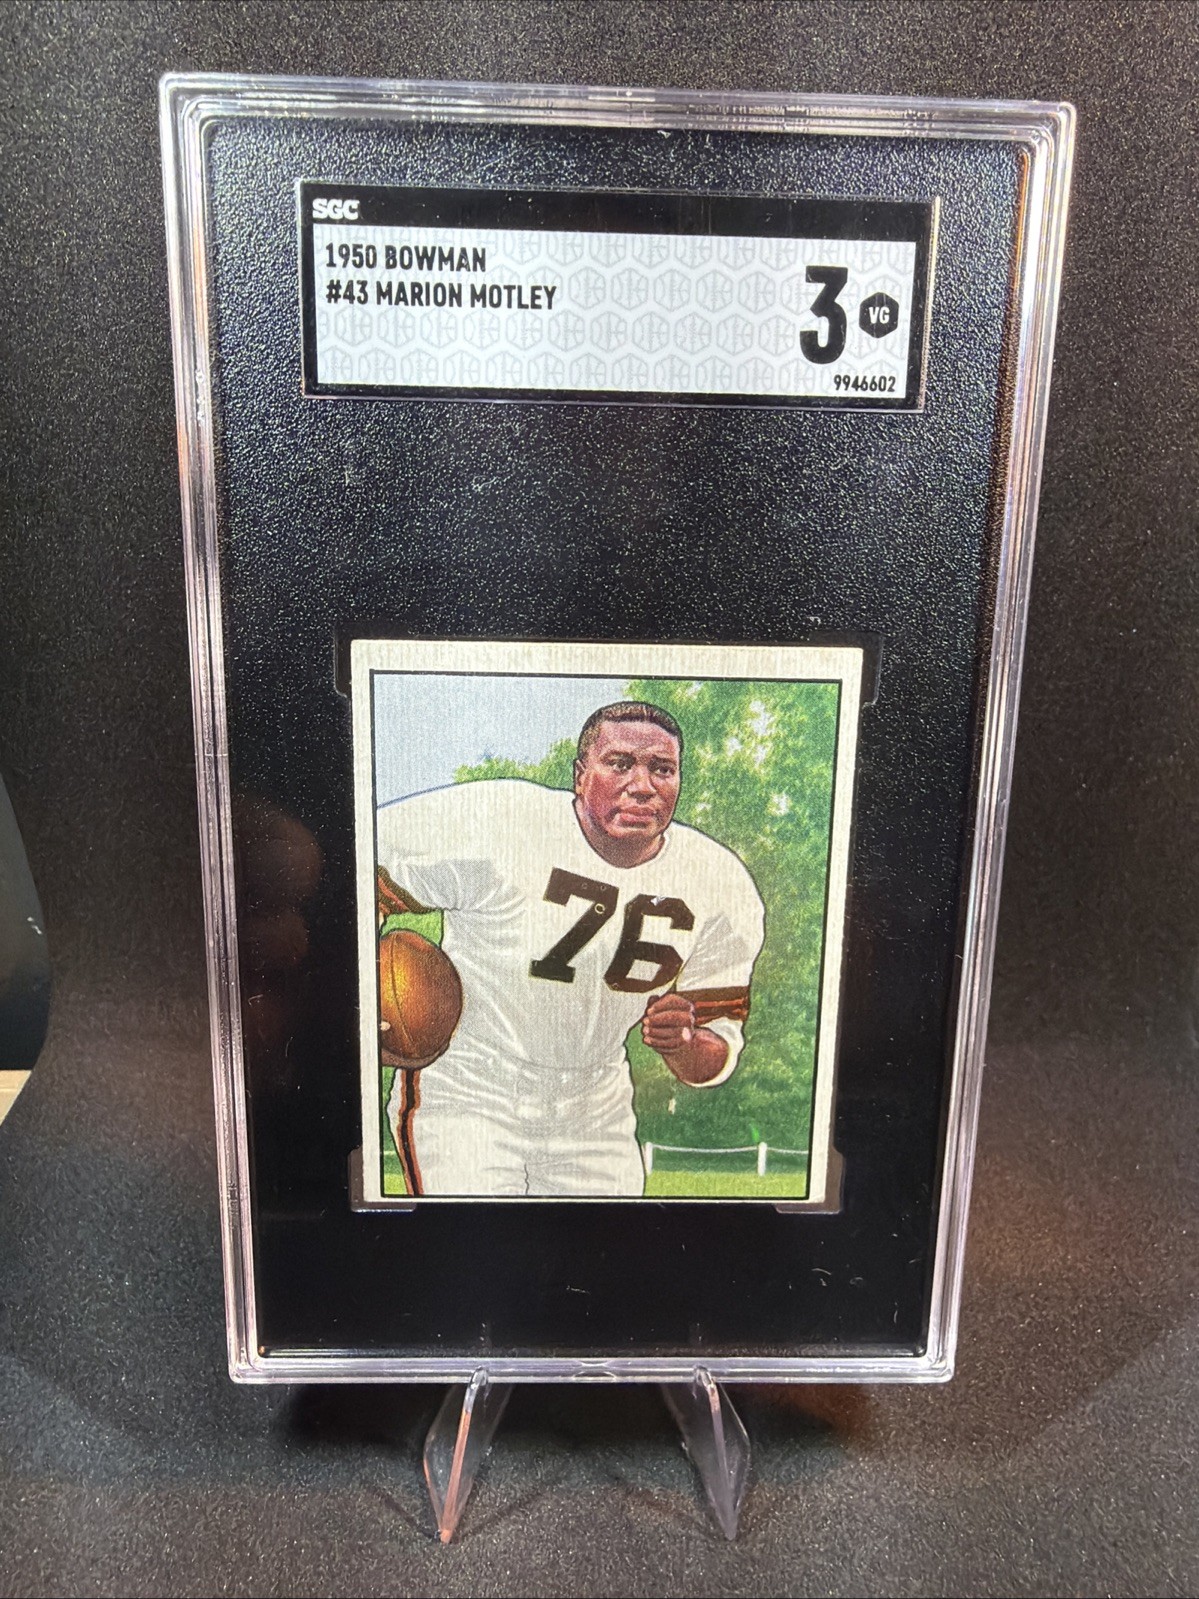 SGC
1950 BOWMAN
#43 MARION MOTLEY
3 VG
9946602
76